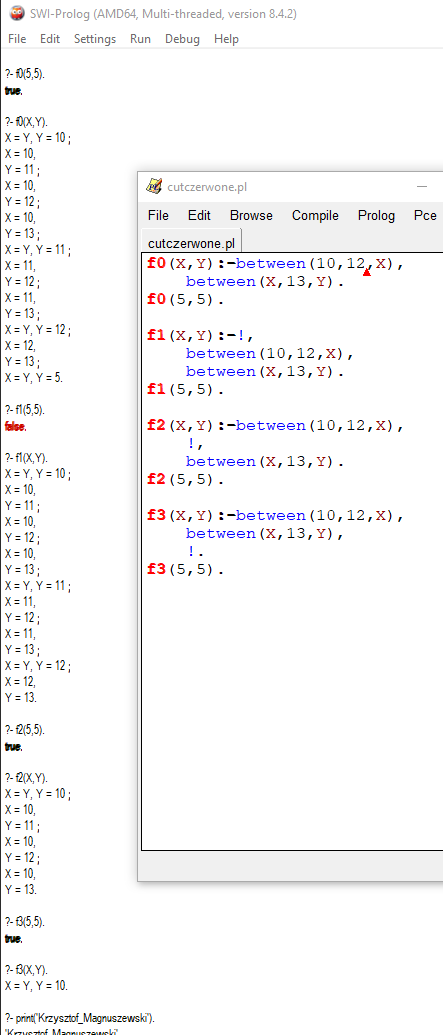 SWI-Prolog (AMD64, Multi-threaded, version 8.4.2)
File Edit Settings Run Debug Help
?- f0(5,5).
true.
?- f0(X,Y).
X = Y, Y = 10 ;
X = 10,
Y = 11 ;
X = 10,
Y = 12 ;
X = 10,
Y = 13 ;
X = Y, Y = 11 ;
X = 11,
Y = 12 ;
X = 11,
Y = 13 ;
X = Y, Y = 12 ;
X = 12,
Y = 13 ;
X = Y, Y = 5.
?- f1(5,5).
false.
?- f1(X,Y).
X = Y, Y = 10 ;
X = 10,
Y = 11 ;
X = 10,
Y = 12 ;
X = 10,
Y = 13 ;
X = Y, Y = 11 ;
X = 11,
Y = 12 ;
X = 11,
Y = 13 ;
X = Y, Y = 12 ;
X = 12,
Y = 13.
?- f2(5,5).
true.
?- f2(X,Y).
X = Y, Y = 10 ;
X = 10,
Y = 11 ;
X = 10,
Y = 12 ;
X = 10,
Y = 13.
?- f3(5,5).
true.
?- f3(X,Y).
X = Y, Y = 10.
?- print('Krzysztof_Magnuszewski').
'Krzysztof_Magnuszewski'
cutczerwone.pl
File Edit Browse Compile Prolog Pce
cutczerwone.pl
f0(X,Y):-between(10,12,X),
between(X,13,Y).
f0(5,5).
f1(X,Y):-!,
between(10,12,X),
between(X,13,Y).
f1(5,5).
f2(X,Y):-between(10,12,X),
!,
between(X,13,Y).
f2(5,5).
f3(X,Y):-between(10,12,X),
between(X,13,Y),
!.
f3(5,5).